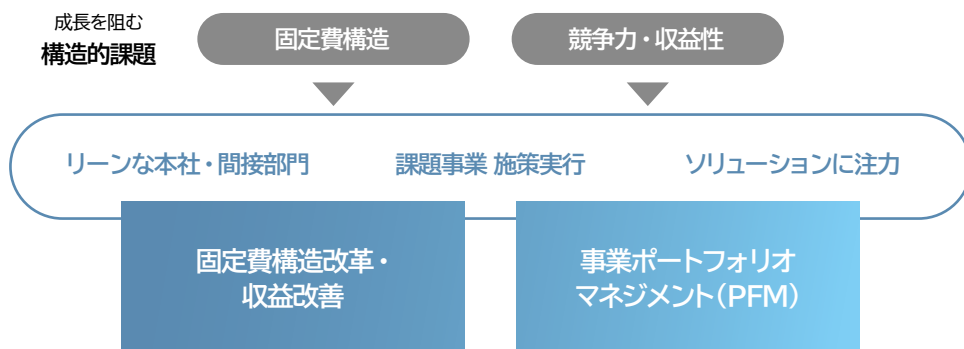 成長を阻む
構造的課題
固定費構造
競争力・収益性
リーンな本社・間接部門
課題事業 施策実行
ソリューションに注力
固定費構造改革・
収益改善
事業ポートフォリオ
マネジメント(PFM)